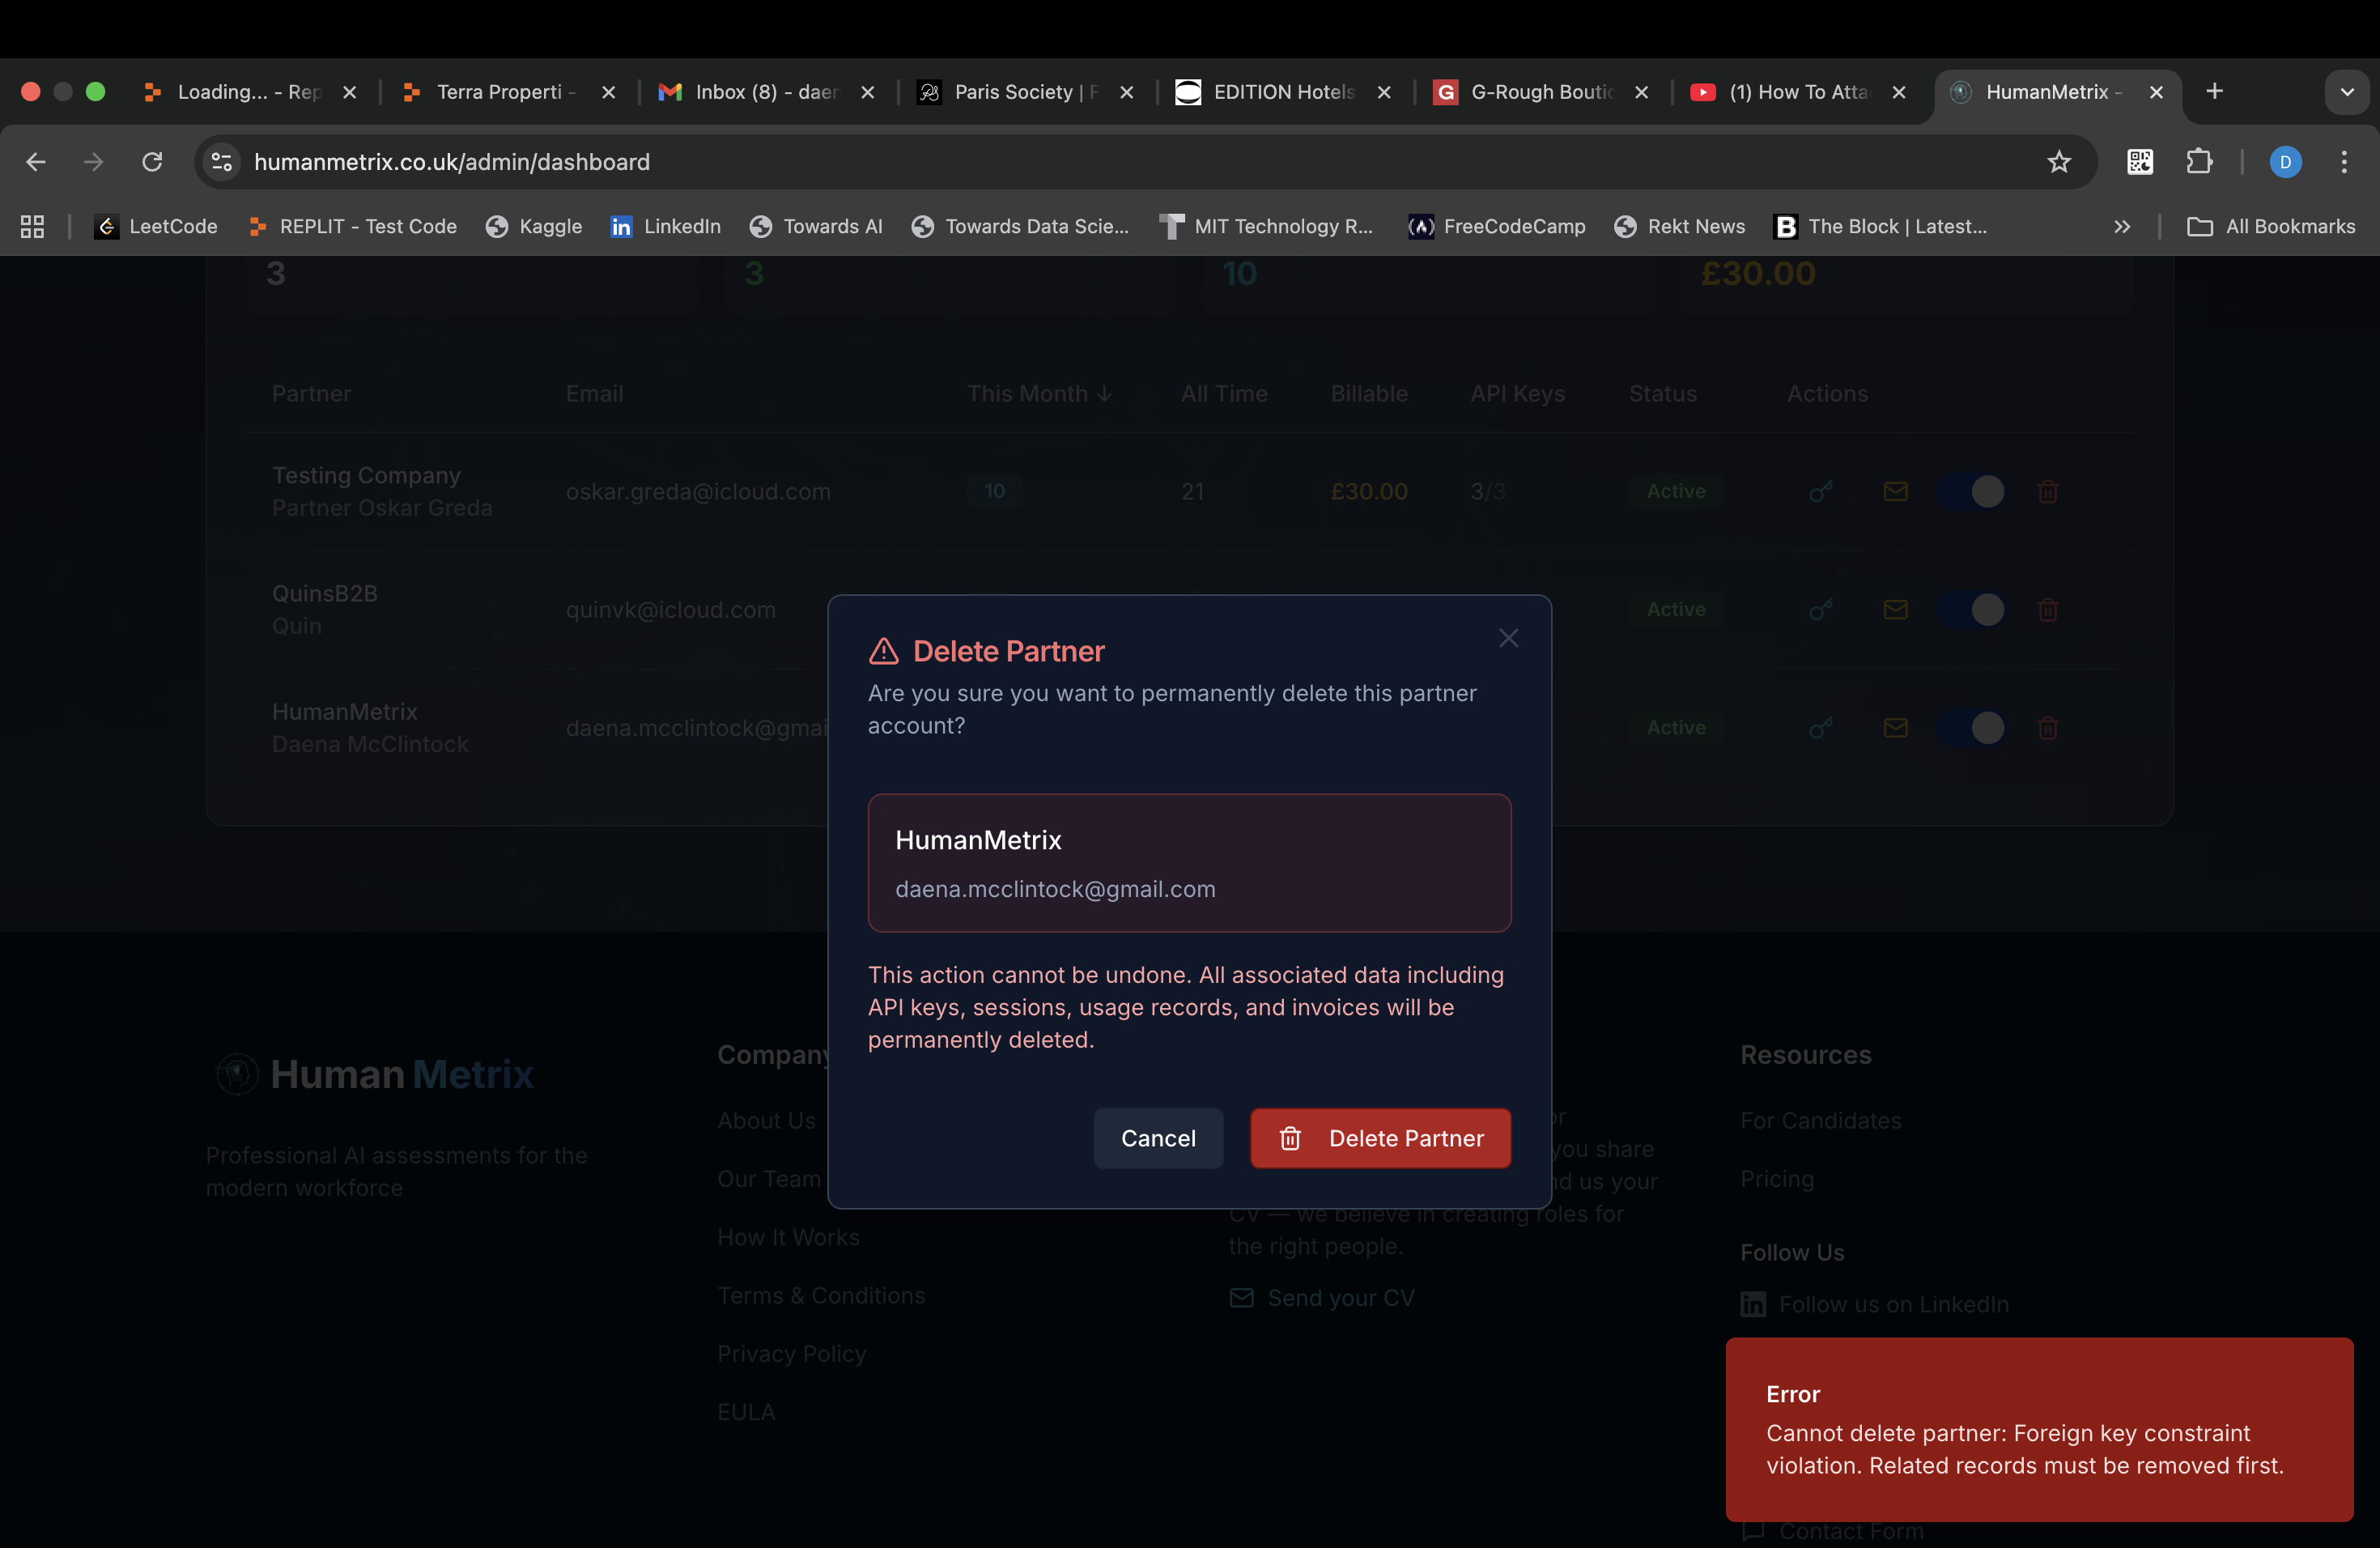 Loading... - Rep
Terra Properti -
Inbox (8) - daen
Paris Society | F
EDITION Hotels
G-Rough Boutic
(1) How To Atta
HumanMetrix -
humanmetrix.co.uk/admin/dashboard
D
LeetCode
REPLIT - Test Code
Kaggle
LinkedIn
Towards AI
Towards Data Scie...
MIT Technology R...
FreeCodeCamp
Rekt News
The Block | Latest...
All Bookmarks
3
3
10
£30.00
Partner
Email
This Month
All Time
Billable
API Keys
Status
Actions
Testing Company
Partner Oskar Greda
oskar.greda@icloud.com
10
21
£30.00
3/3
Active
QuinsB2B
Quin
quinvk@icloud.com
Active
HumanMetrix
Daena McClintock
daena.mcclintock@gmai
Active
Delete Partner
Are you sure you want to permanently delete this partner
account?
HumanMetrix
daena.mcclintock@gmail.com
This action cannot be undone. All associated data including
API keys, sessions, usage records, and invoices will be
permanently deleted.
Cancel
Delete Partner
Human Metrix
Professional AI assessments for the
modern workforce
Company
About Us
Our Team
How It Works
Terms & Conditions
Privacy Policy
EULA
or
you share
nd us your
CV — we believe in creating roles for
the right people.
Send your CV
Resources
For Candidates
Pricing
Follow Us
Follow us on LinkedIn
Error
Cannot delete partner: Foreign key constraint
violation. Related records must be removed first.
Contact Form